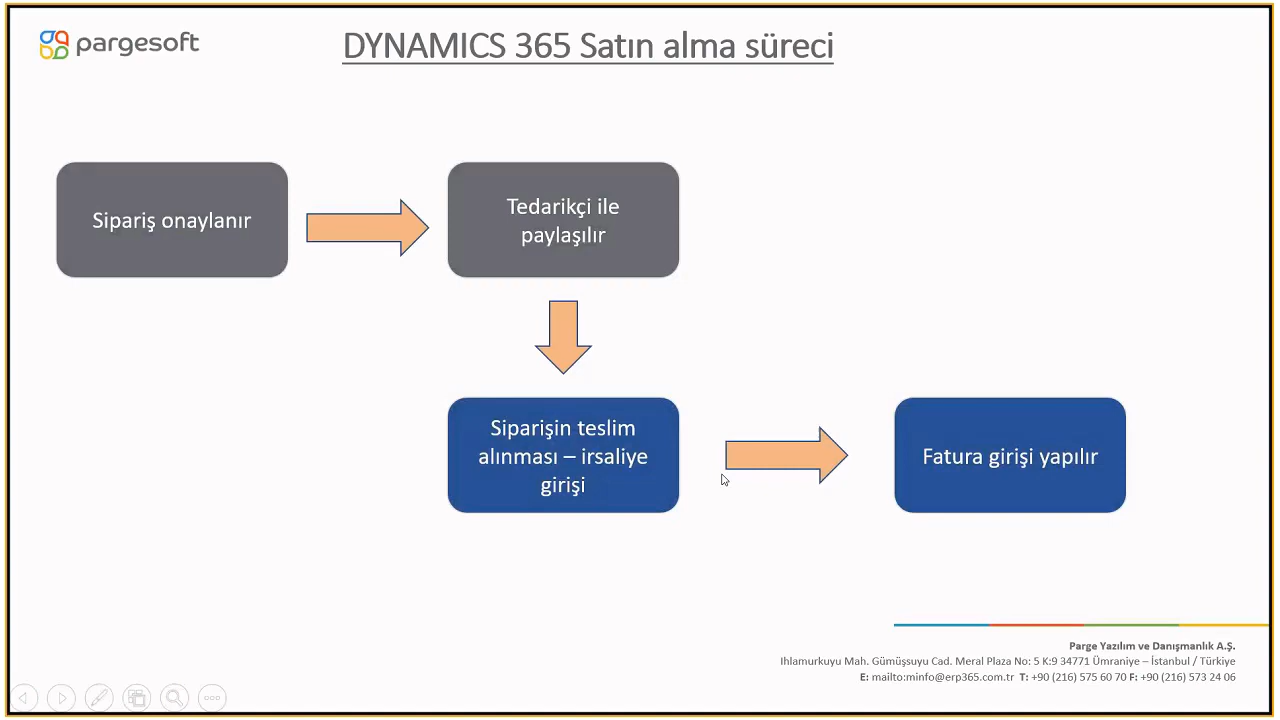 pargesoft
DYNAMICS 365 Satın alma süreci
Sipariş onaylanır
Tedarikçi ile
paylaşılır
Siparişin teslim
alınması – irsaliye
girişi
Fatura girişi yapılır
Parge Yazılım ve Danışmanlık A.Ş.
Ihlamurkuyu Mah. Gümüşsuyu Cad. Meral Plaza No: 5 K:9 34771 Ümraniye – İstanbul / Türkiye
E: mailto:minfo@erp365.com.tr T: +90 (216) 575 60 70 F: +90 (216) 573 24 06